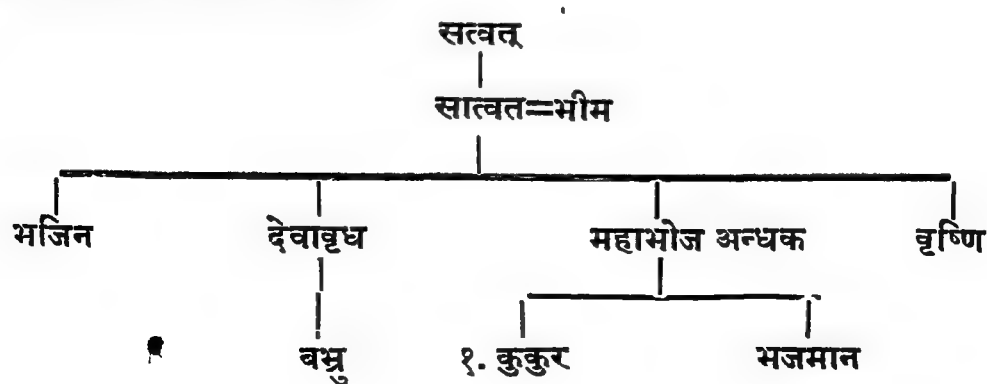 सत्वत्
सात्वत=भीम
भजिन देवावृध महाभोज अन्धक वृष्णि
बभ्रु १. कुकुर भजमान